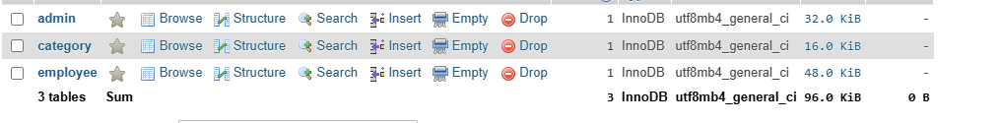 admin Browse Structure Search Insert Empty Drop 1 InnoDB utf8mb4_general_ci 32.0 KiB -
category Browse Structure Search Insert Empty Drop 1 InnoDB utf8mb4_general_ci 16.0 KiB -
employee Browse Structure Search Insert Empty Drop 1 InnoDB utf8mb4_general_ci 48.0 KiB -
3 tables Sum 3 InnoDB utf8mb4_general_ci 96.0 KiB 0 B